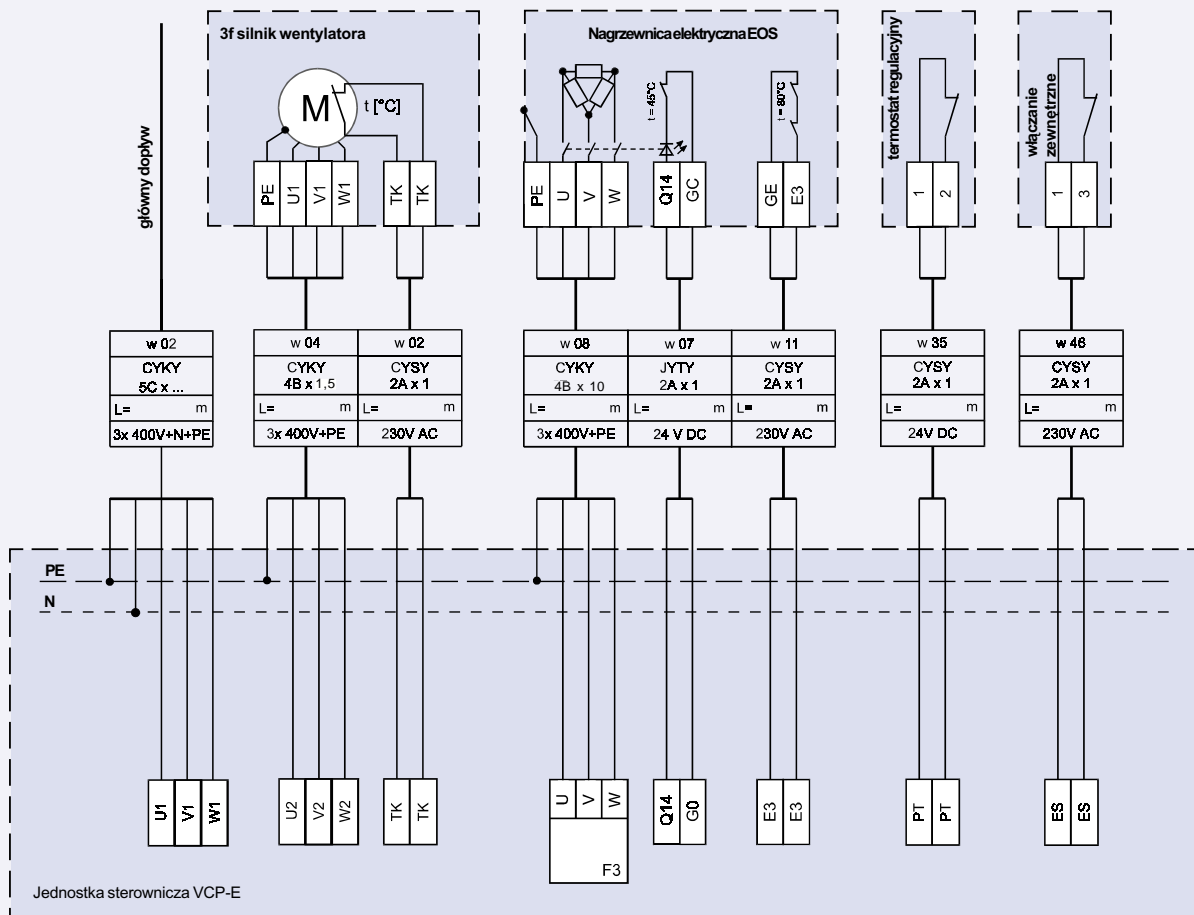 3f silnik wentylatora
Nagrzewnica elektryczna EOS
termostat regulacyjny
włączanie
zewnętrzne
główny dopływ
M
t [°C]
t = 45°C
t = 80°C
PE
U1
V1
W1
TK
TK
PE
U
V
W
Q14
GC
GE
E3
1
2
1
3
w 02
CYKY
5C x ...
L= m
3x 400V+N+PE
w 04
CYKY
4B x 1,5
L= m
3x 400V+PE
w 02
CYSY
2A x 1
230V AC
w 08
CYKY
4B x 10
L= m
3x 400V+PE
w 07
JYTY
2A x 1
L= m
24 V DC
w 11
CYSY
2A x 1
L= m
230V AC
w 35
CYSY
2A x 1
L= m
24V DC
w 46
CYSY
2A x 1
L= m
230V AC
PE
N
U1
V1
W1
U2
V2
W2
TK
TK
U
V
W
F3
Q14
G0
E3
E3
PT
PT
ES
ES
Jednostka sterownicza VCP-E